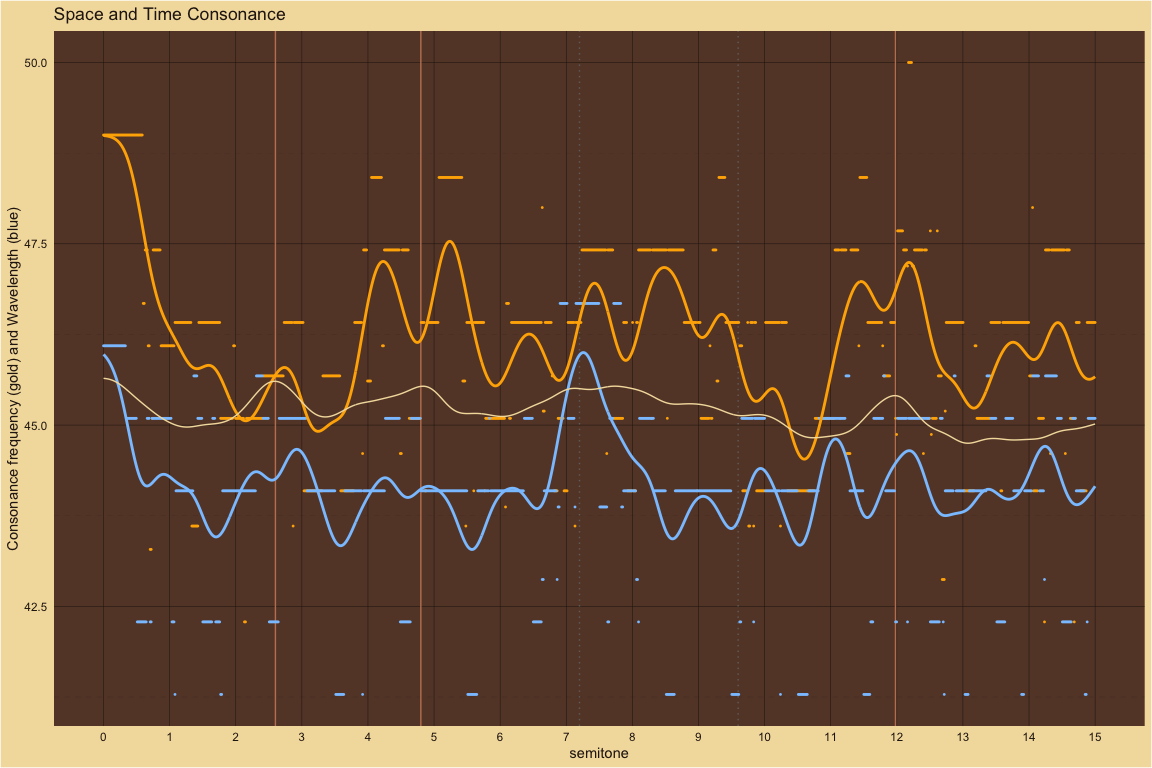 Space and Time Consonance
Consonance frequency (gold) and Wavelength (blue)
50.0
47.5
45.0
42.5
0 1 2 3 4 5 6 7 8 9 10 11 12 13 14 15
semitone